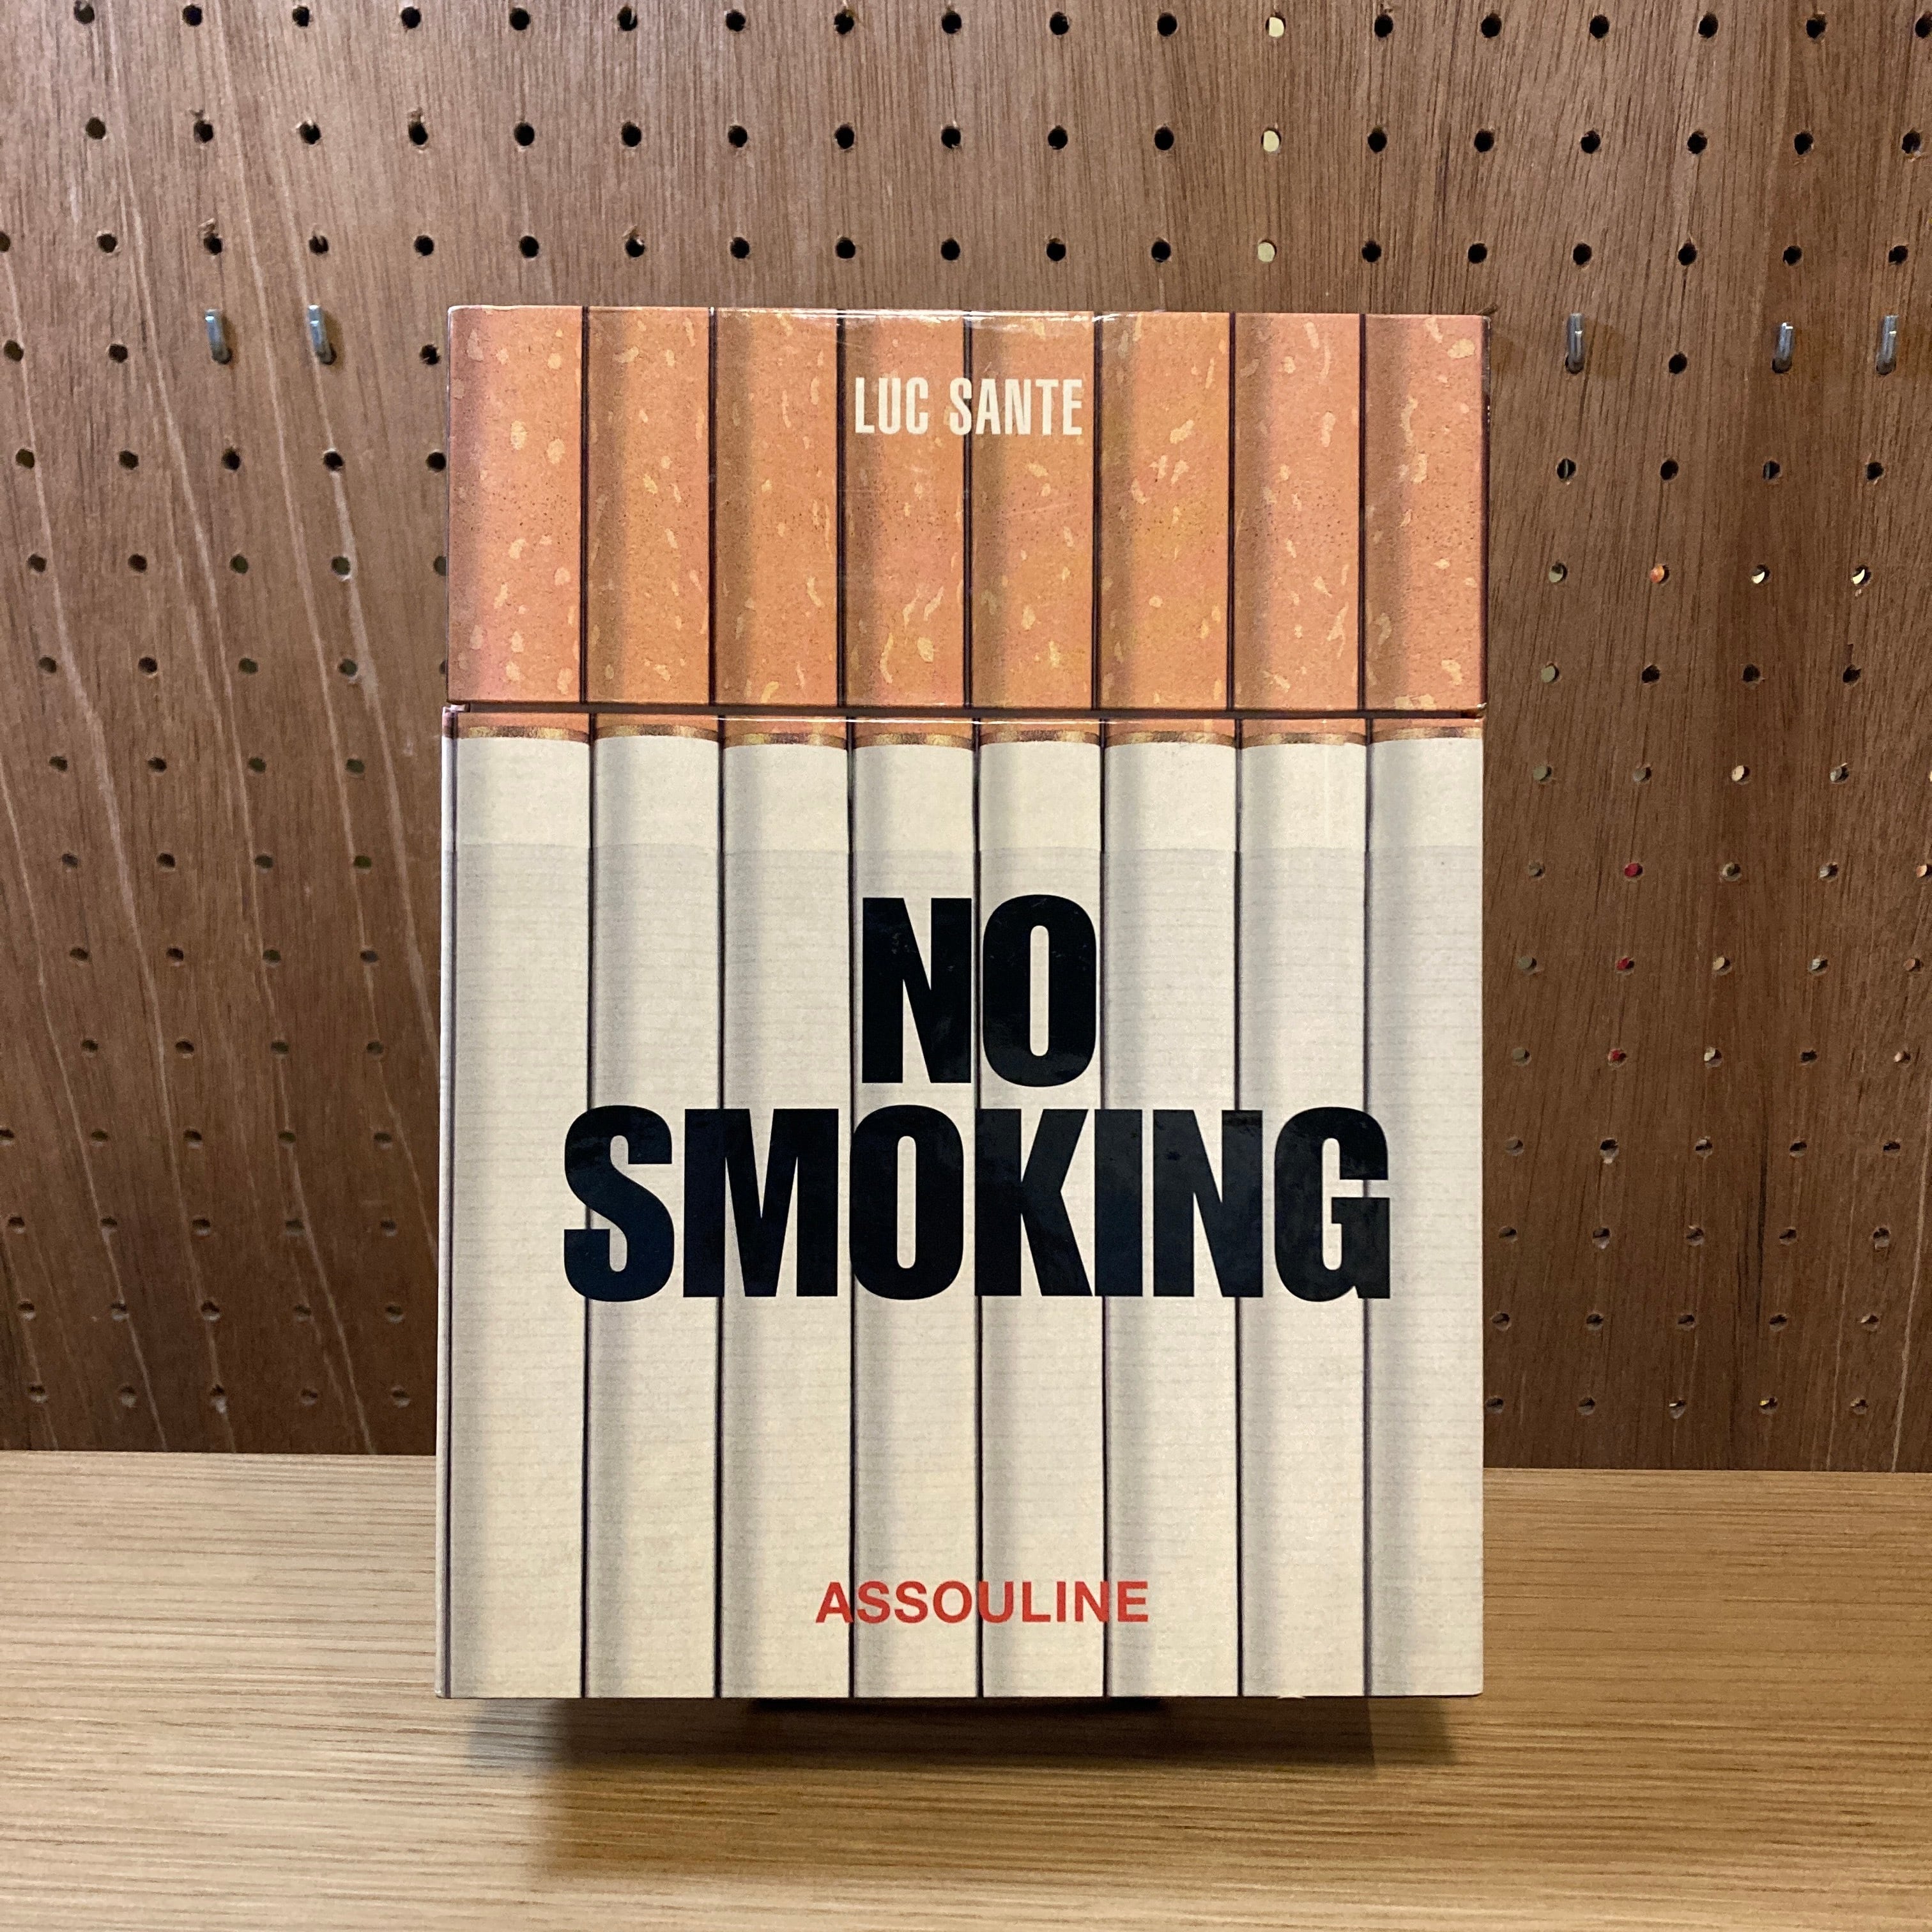 LUC SANTE
NO
SMOKING
ASSOULINE